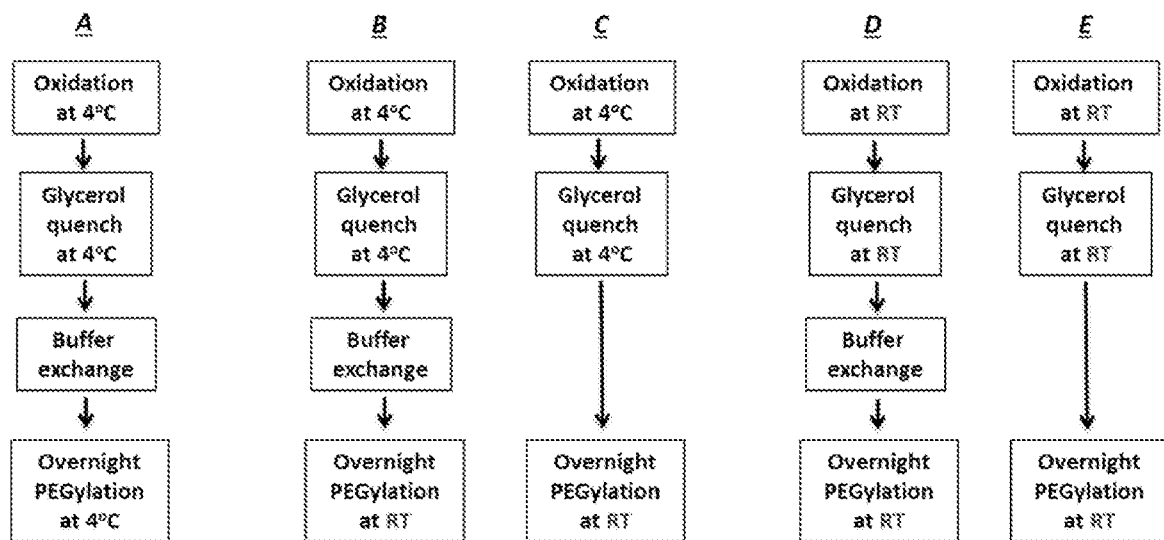 A
Oxidation
at 4°C
Glycerol
quench
at 4°C
Buffer
exchange
Overnight
PEGylation
at 4°C
B
Oxidation
at 4°C
Glycerol
quench
at 4°C
Buffer
exchange
Overnight
PEGylation
at RT
C
Oxidation
at 4°C
Glycerol
quench
at 4°C
Overnight
PEGylation
at RT
D
Oxidation
at RT
Glycerol
quench
at RT
Buffer
exchange
Overnight
PEGylation
at RT
E
Oxidation
at RT
Glycerol
quench
at RT
Overnight
PEGylation
at RT